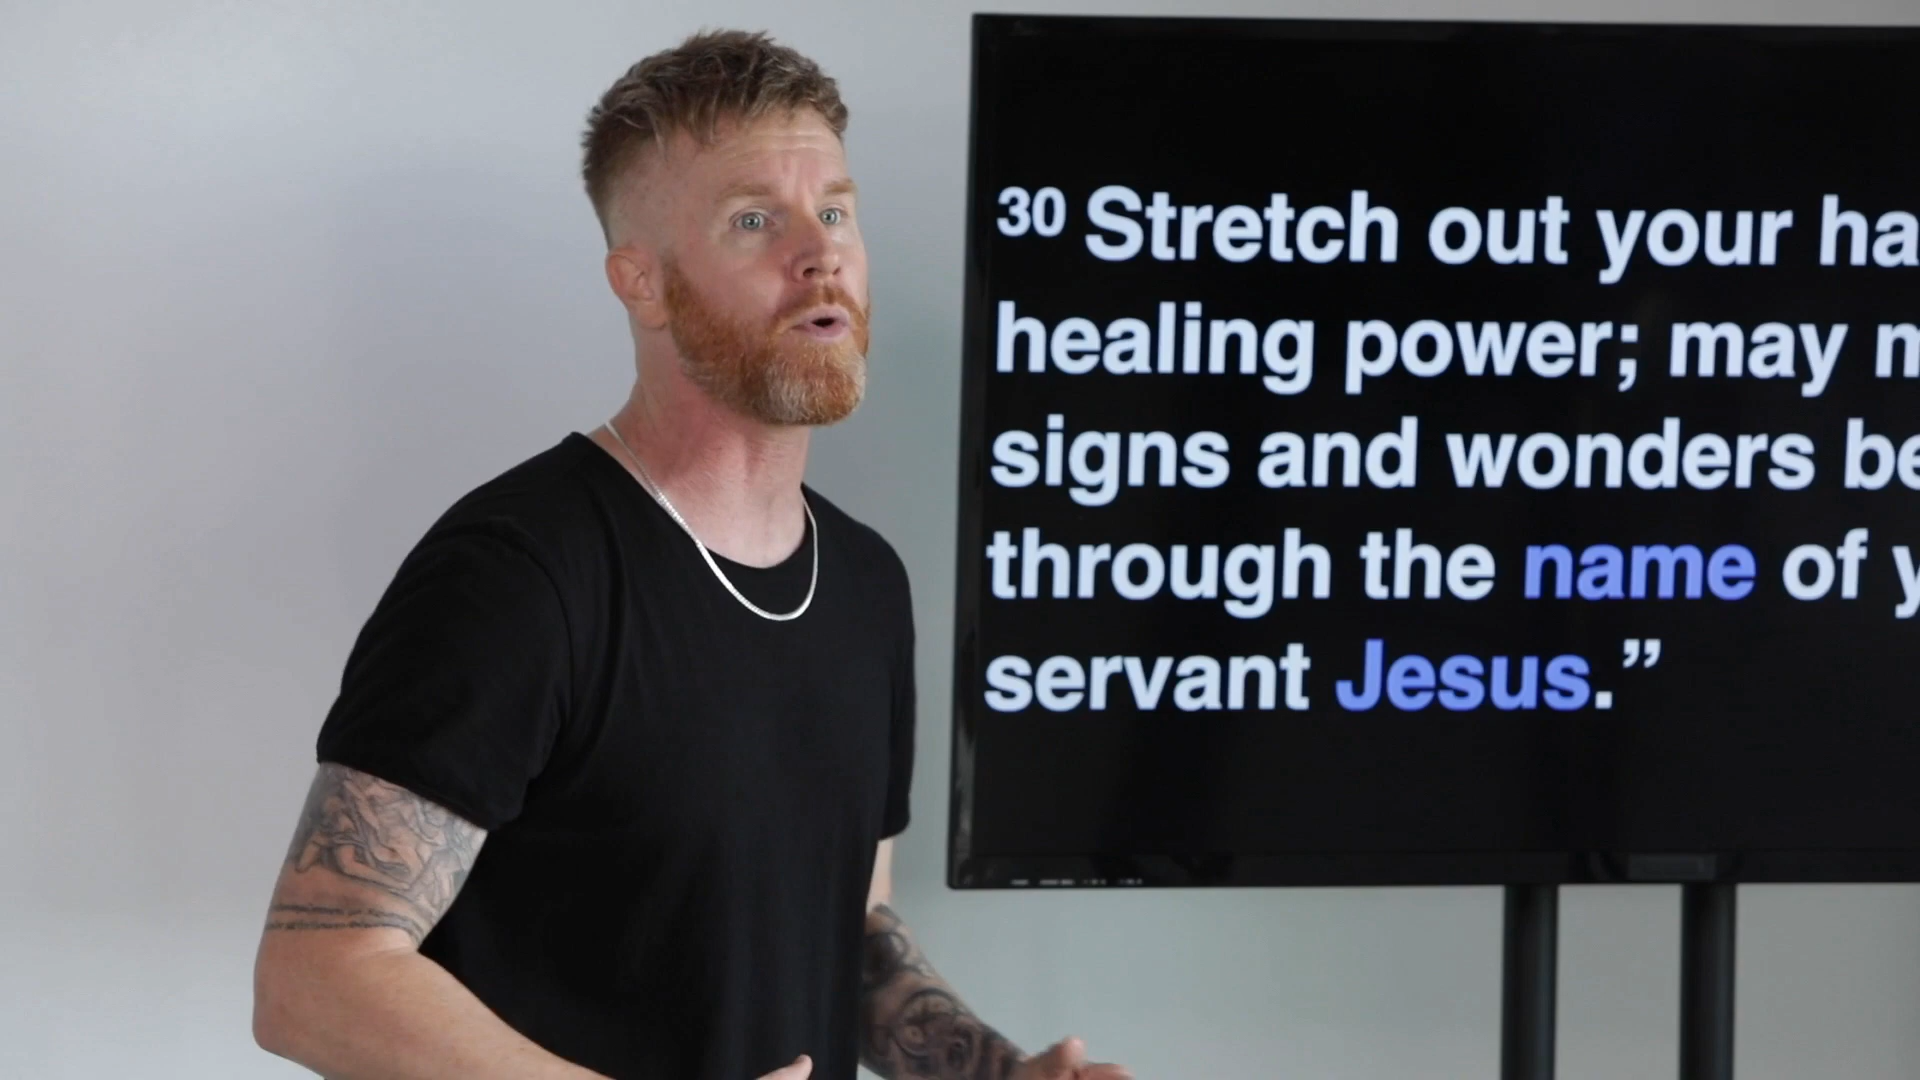 30 Stretch out your ha
healing power; may m
signs and wonders be
through the name of y
servant Jesus.”